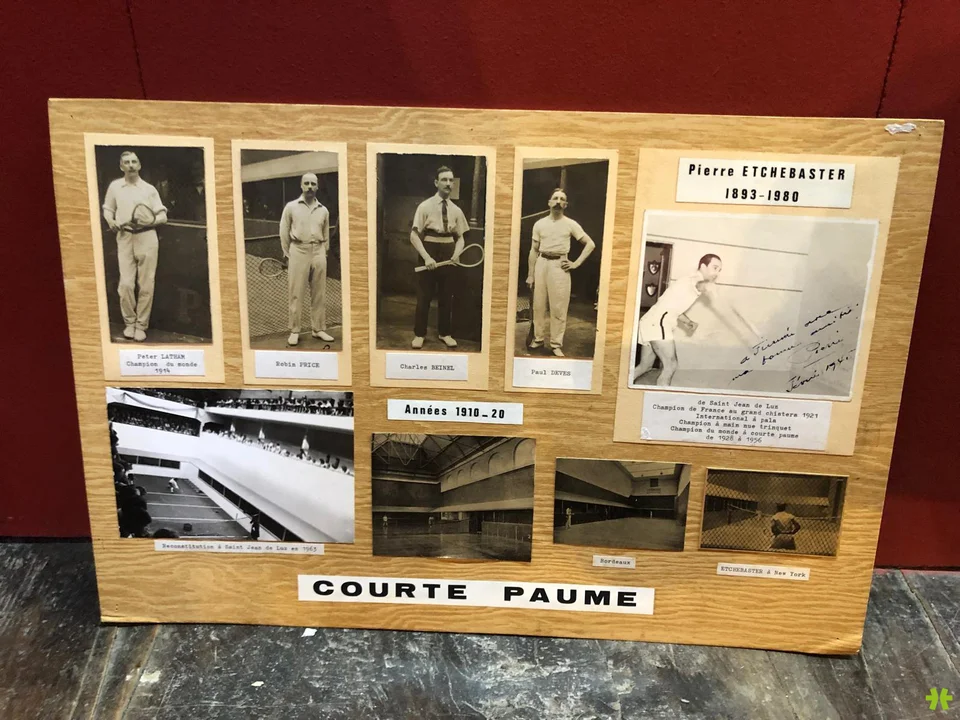 Peter LATHAM
Champion du monde
1914
Robin PRICE
Charles BEINEL
Paul DEVES
Pierre ETCHEBASTER
1893-1980
Années 1910_20
de Saint Jean de Luz
Champion de France au grand chistera 1921
International à pala
Champion à main nue trinquet
Champion du monde à courte paume
de 1928 à 1956
Reconstitution à Saint Jean de Luz en 1963
Bordeaux
ETCHEBASTER à New York
COURTE PAUME